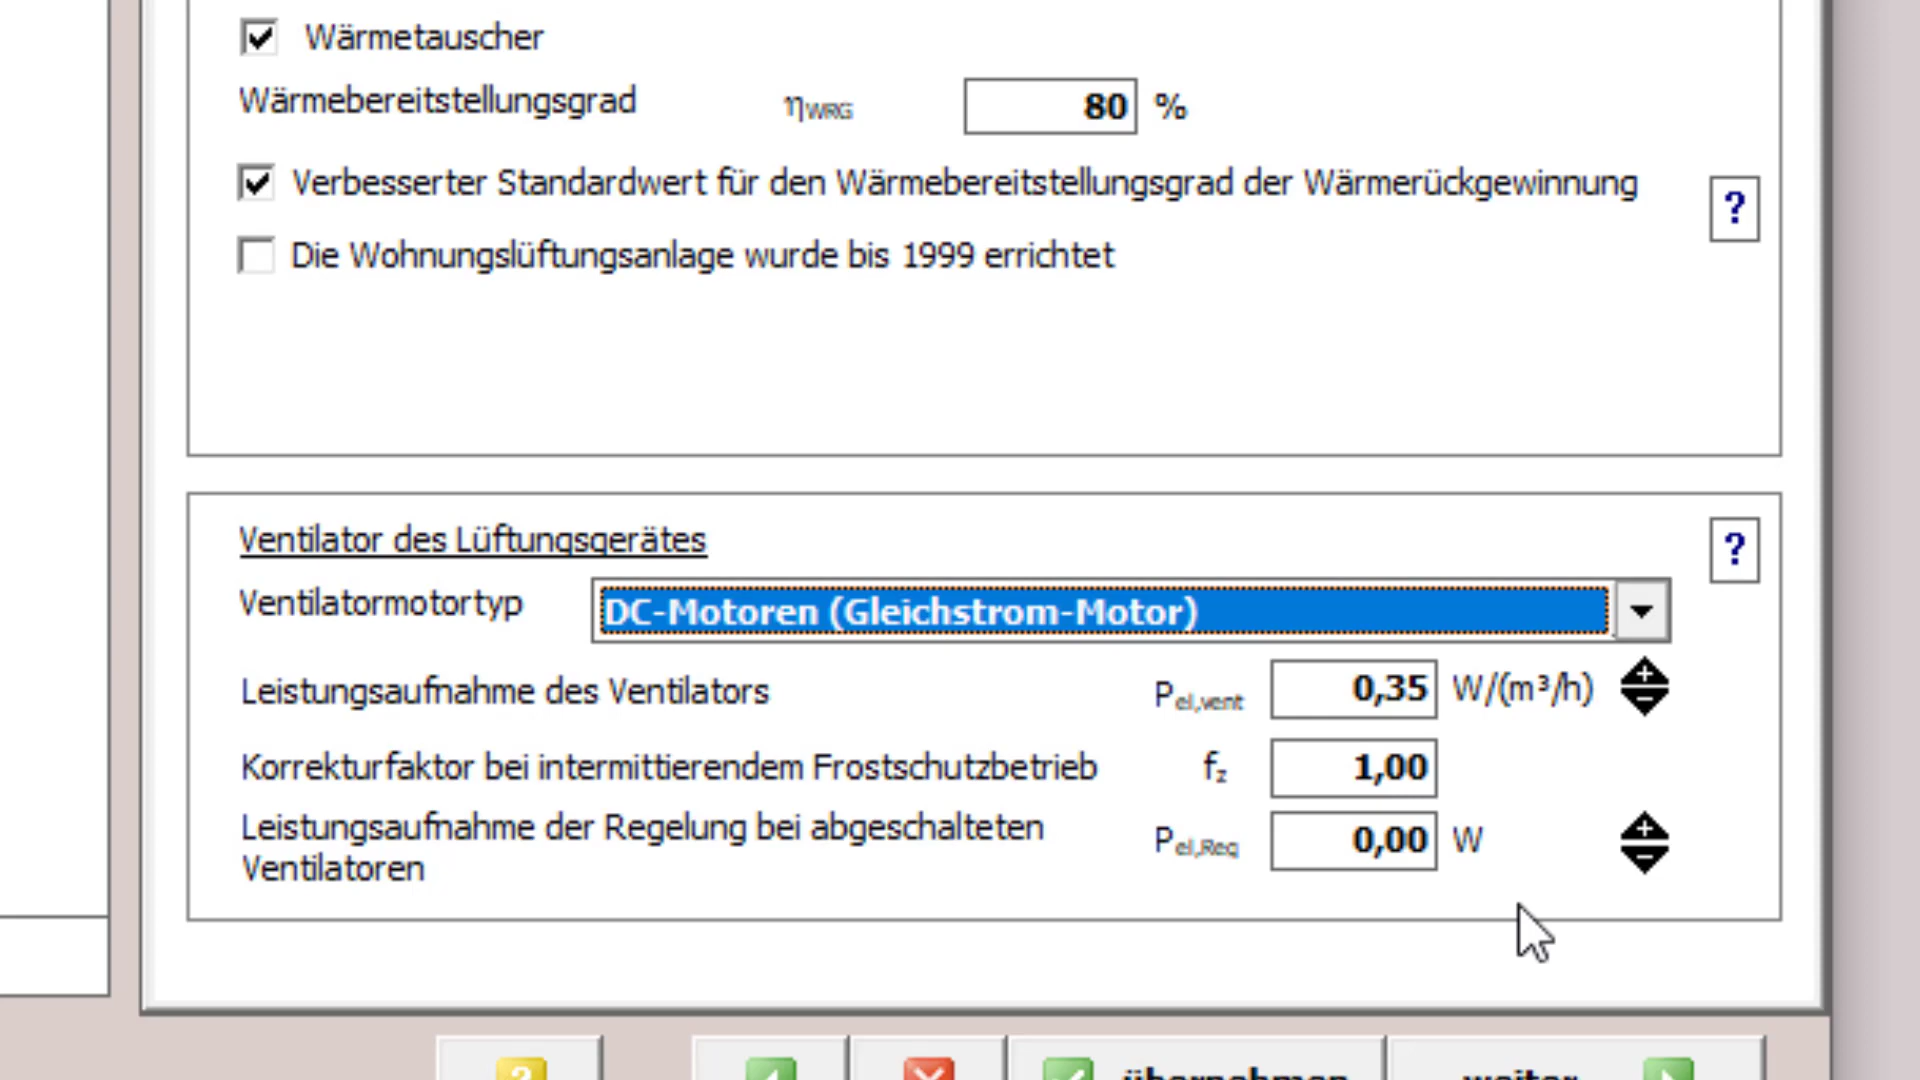 Wärmetauscher
Wärmebereitstellungsgrad ηWRG 80 %
Verbesserter Standardwert für den Wärmebereitstellungsgrad der Wärmerückgewinnung
?
Die Wohnungslüftungsanlage wurde bis 1999 errichtet
Ventilator des Lüftungsgerätes
?
Ventilatormotortyp DC-Motoren (Gleichstrom-Motor)
Leistungsaufnahme des Ventilators Pel,vent 0,35 W/(m³/h)
Korrekturfaktor bei intermittierendem Frostschutzbetrieb fz 1,00
Leistungsaufnahme der Regelung bei abgeschalteten
Ventilatoren Pel,Reg 0,00 W
? übernehmen weiter